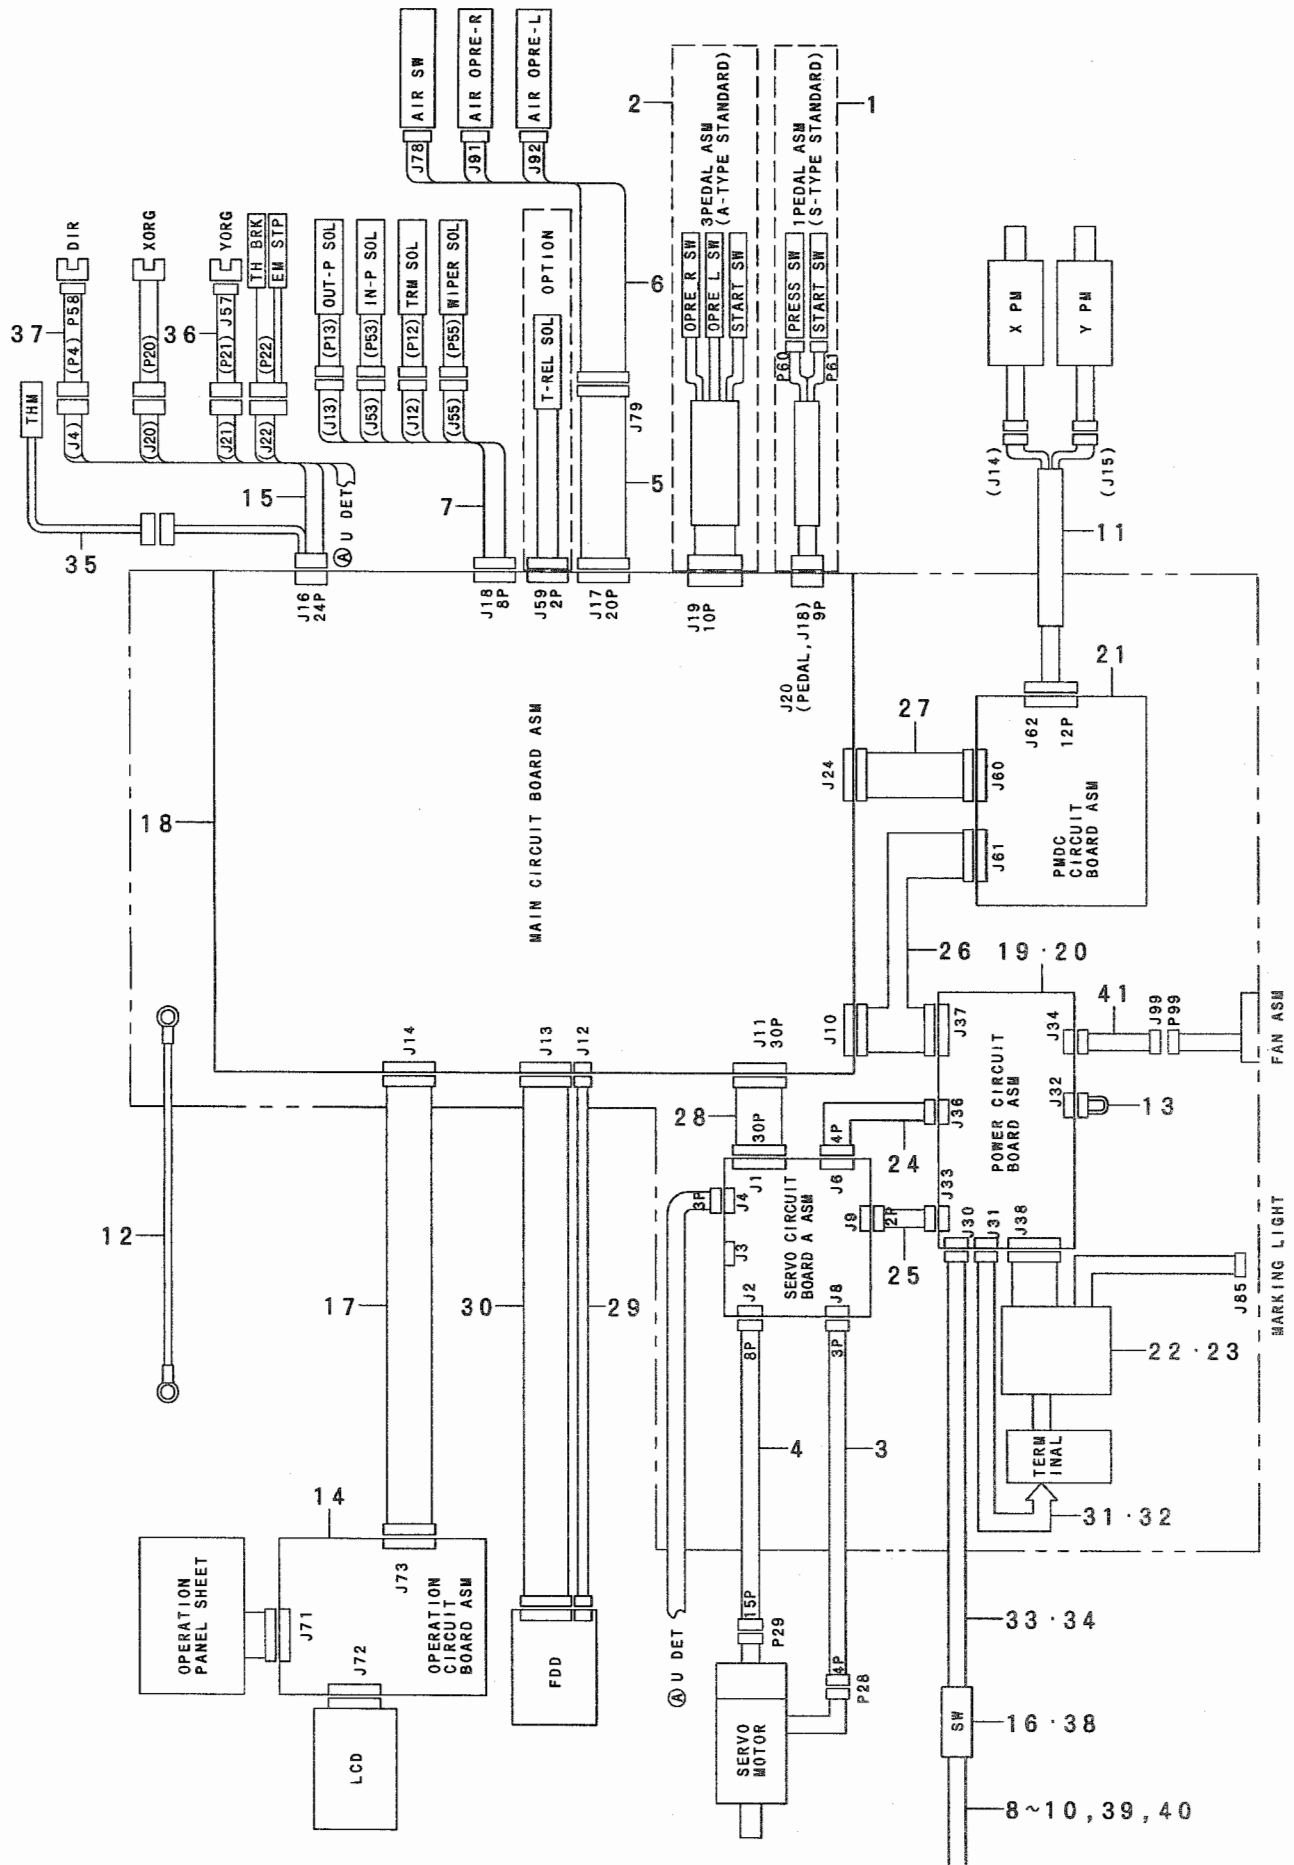 AIR SW
AIR OPRE-R
AIR OPRE-L
J78
J91
J92
2
3PEDAL ASM
(A-TYPE STANDARD)
1PEDAL ASM
(S-TYPE STANDARD)
1
37
(P4) P58
DIR
(P20)
XORG
36
(P21) J57
YORG
(P22)
TH BRK
EM STP
(P13)
OUT-P SOL
(P53)
IN-P SOL
(P12)
TRM SOL
(P55)
WIPER SOL
OPTION
T-REL SOL
6
OPRE R SW
OPRE L SW
START SW
PRESS SW
START SW
P60
P61
X PM
Y PM
THM
(J4)
(J20)
(J21)
(J22)
(J13)
(J53)
(J12)
(J55)
J79
(J14)
(J15)
15
7
5
11
35
Ⓐ U DET
J16
24P
J18
8P
J59
2P
J17
20P
J19
10P
J20
(PEDAL,J18)
9P
18
MAIN CIRCUIT BOARD ASM
27
21
J24
J60
J62
12P
J61
PMDC
CIRCUIT
BOARD ASM
26
19·20
41
J14
J13
J12
J11
30P
J10
J37
J34
J99
P99
FAN ASM
28
30P
4P
J36
24
J32
13
POWER CIRCUIT
BOARD ASM
12
17
30
29
3P
J4
J1
J6
J3
J9
2P
J33
J30
J31
J38
25
SERVO CIRCUIT
BOARD A ASM
J2
J8
8P
3P
J85
MARKING LIGHT
22·23
4
3
TERM
INAL
31·32
14
OPERATION
PANEL SHEET
J71
J73
J72
OPERATION
CIRCUIT
BOARD ASM
LCD
FDD
Ⓐ U DET
15P
P29
4P
P28
SERVO
MOTOR
33·34
SW
16·38
8~10,39,40